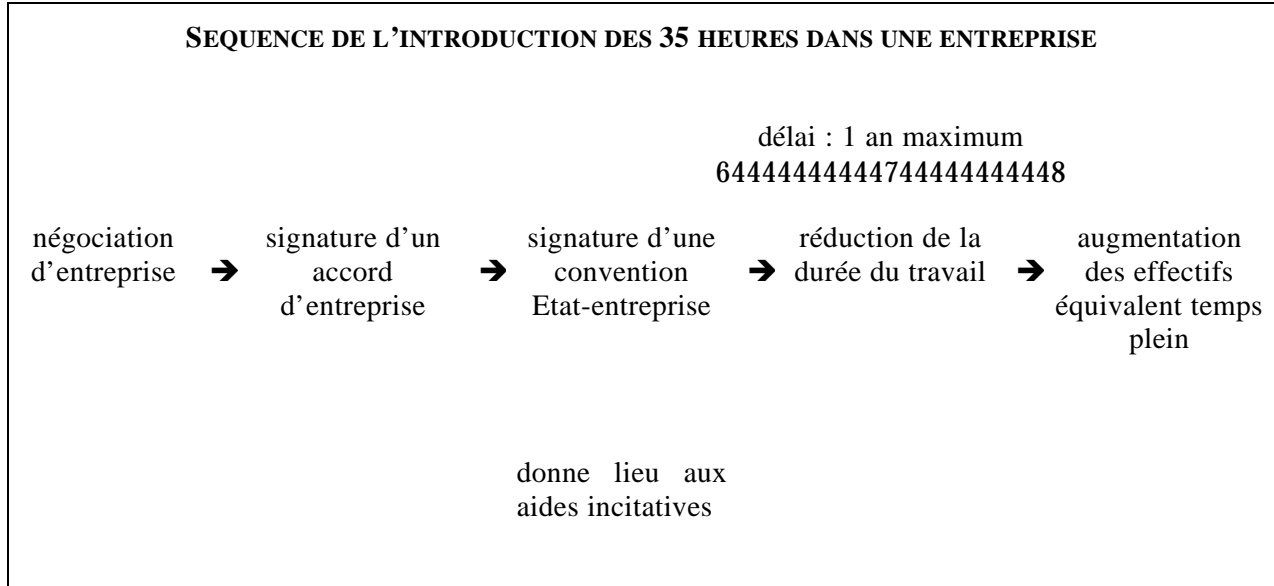 SEQUENCE DE L’INTRODUCTION DES 35 HEURES DANS UNE ENTREPRISE
délai : 1 an maximum
6444444444474444444448
négociation
d’entreprise
➔
signature d’un
accord
d’entreprise
➔
signature d’une
convention
Etat-entreprise
➔
réduction de la
durée du travail
➔
augmentation
des effectifs
équivalent temps
plein
donne lieu aux
aides incitatives